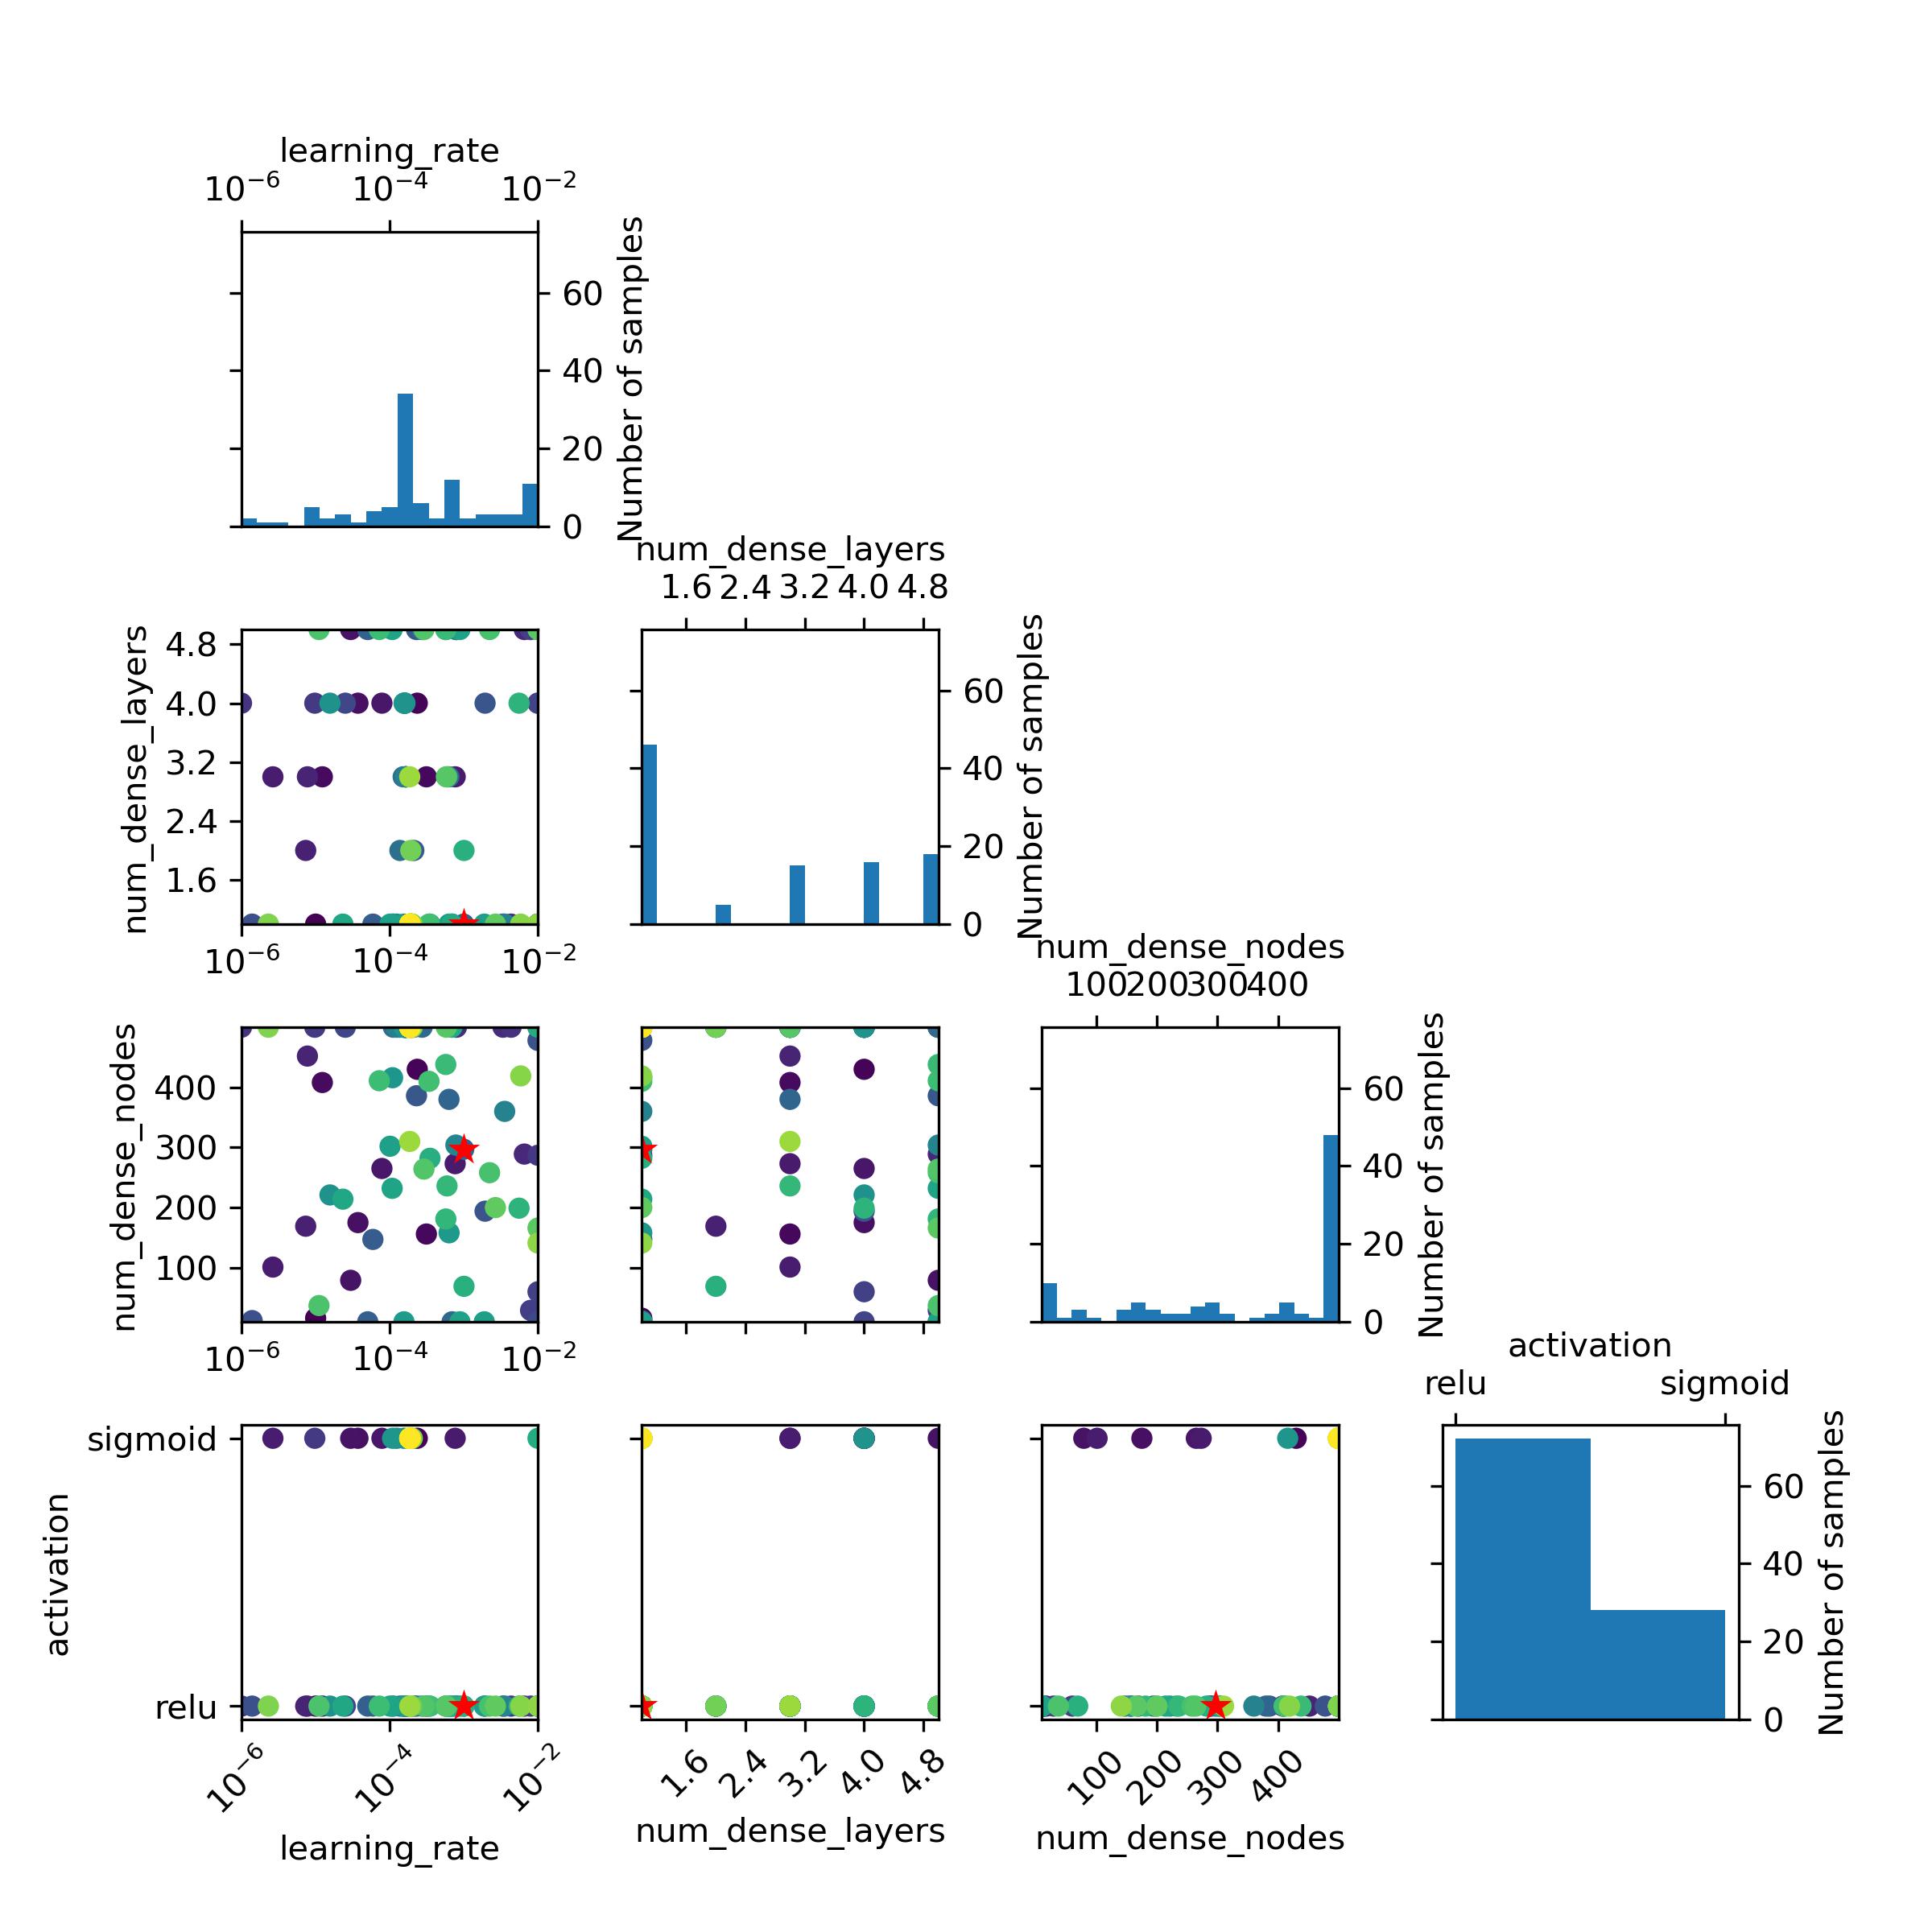 learning_rate
10⁻⁶ 10⁻⁴ 10⁻²
60
40
20
0
Number of samples
num_dense_layers
1.6 2.4 3.2 4.0 4.8
num_dense_layers
4.8
4.0
3.2
2.4
1.6
10⁻⁶ 10⁻⁴ 10⁻²
60
40
20
0
Number of samples
num_dense_nodes
100 200 300 400
num_dense_nodes
400
300
200
100
10⁻⁶ 10⁻⁴ 10⁻²
60
40
20
0
Number of samples
activation
relu sigmoid
activation
sigmoid
relu
60
40
20
0
Number of samples
10⁻⁶ 10⁻⁴ 10⁻² 1.6 2.4 3.2 4.0 4.8 100 200 300 400
learning_rate num_dense_layers num_dense_nodes